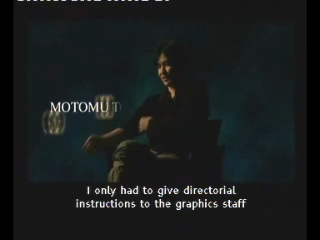 MOTOMU T
I only had to give directorial
instructions to the graphics staff